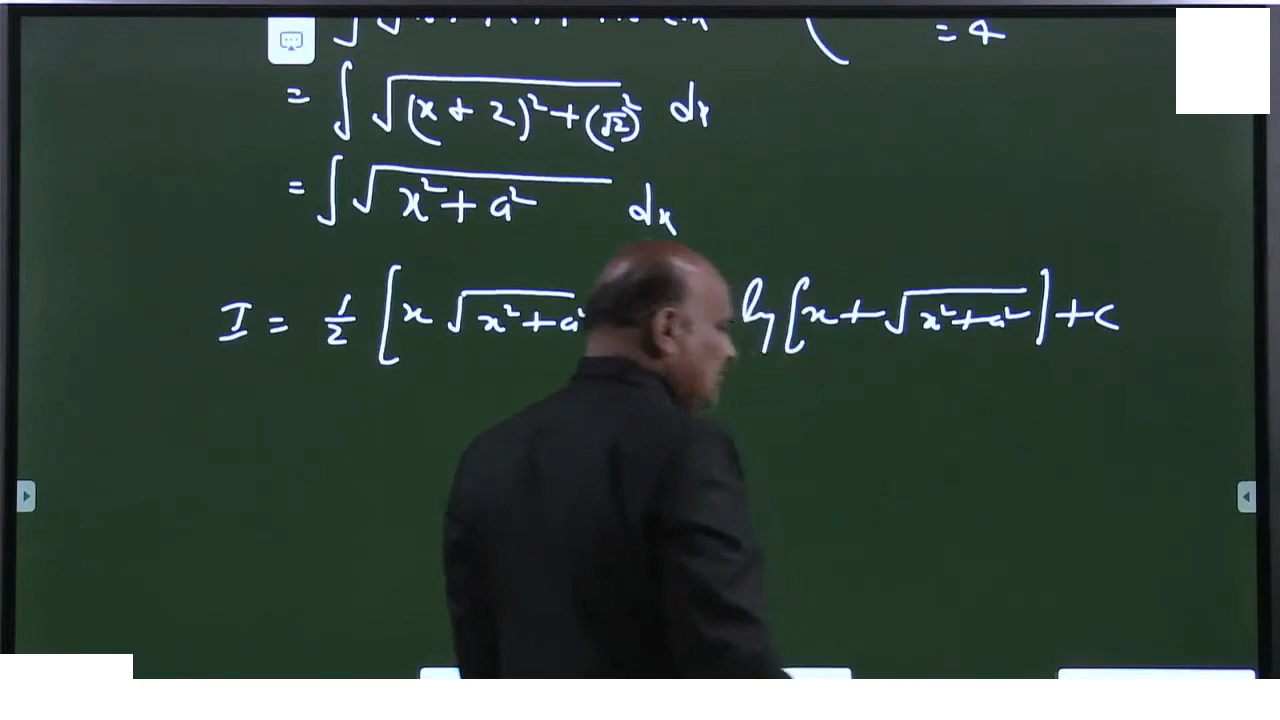 = 4
= ∫ √((x + 2)² + (√2)²) dx
= ∫ √(x² + a²) dx
I = 1/2 [x √(x² + a² log [x + √(x² + a²)] + c